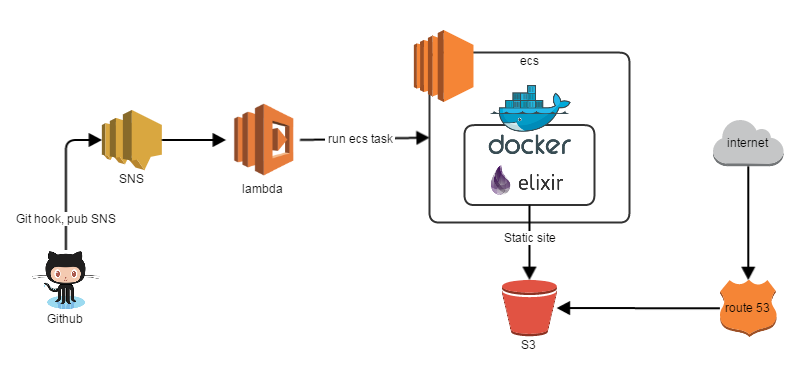 ecs
docker
elixir
internet
run ecs task
SNS
lambda
Git hook, pub SNS
Static site
Github
route 53
S3